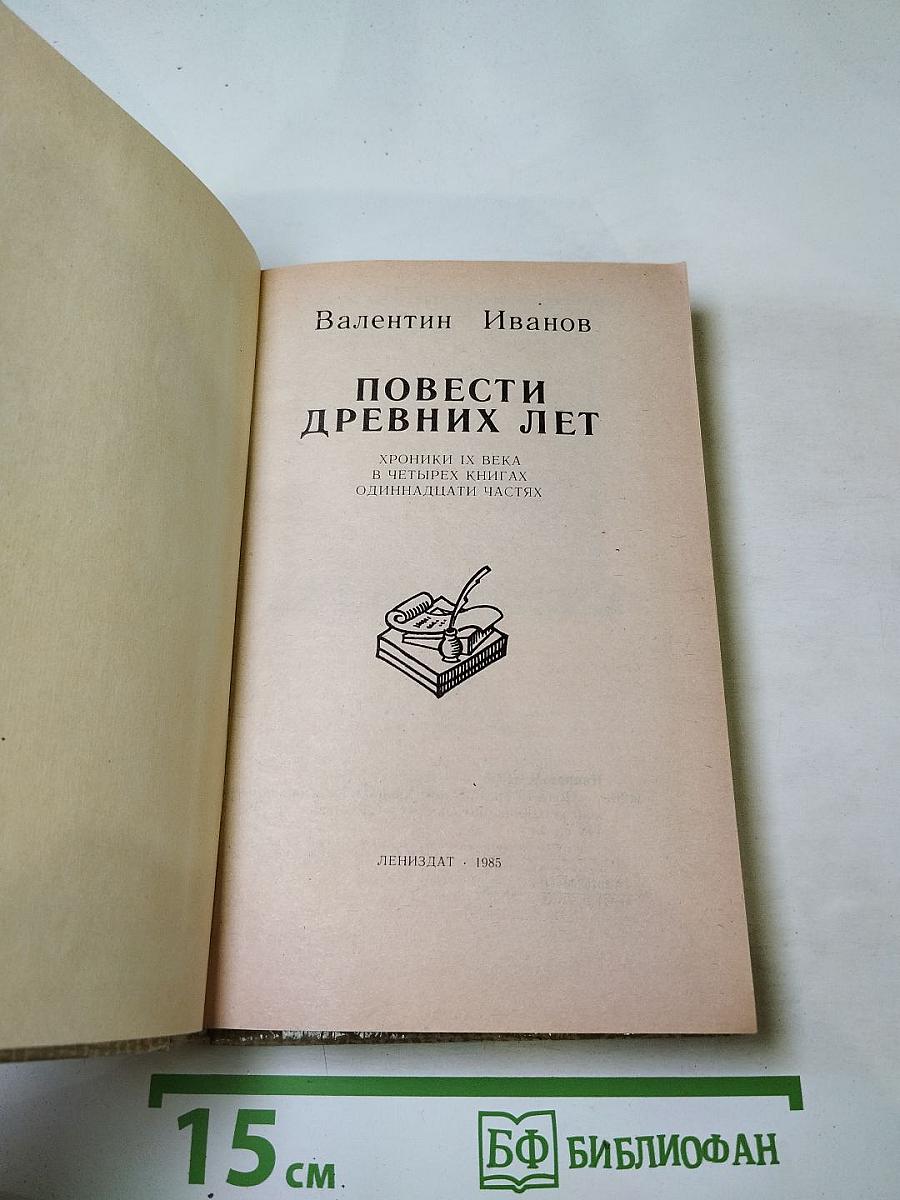 Валентин Иванов
ПОВЕСТИ
ДРЕВНИХ ЛЕТ
ХРОНИКИ IX ВЕКА
В ЧЕТЫРЕХ КНИГАХ
ОДИННАДЦАТИ ЧАСТЯХ
ЛЕНИЗДАТ · 1985
15 см
БФ БИБЛИОФАН